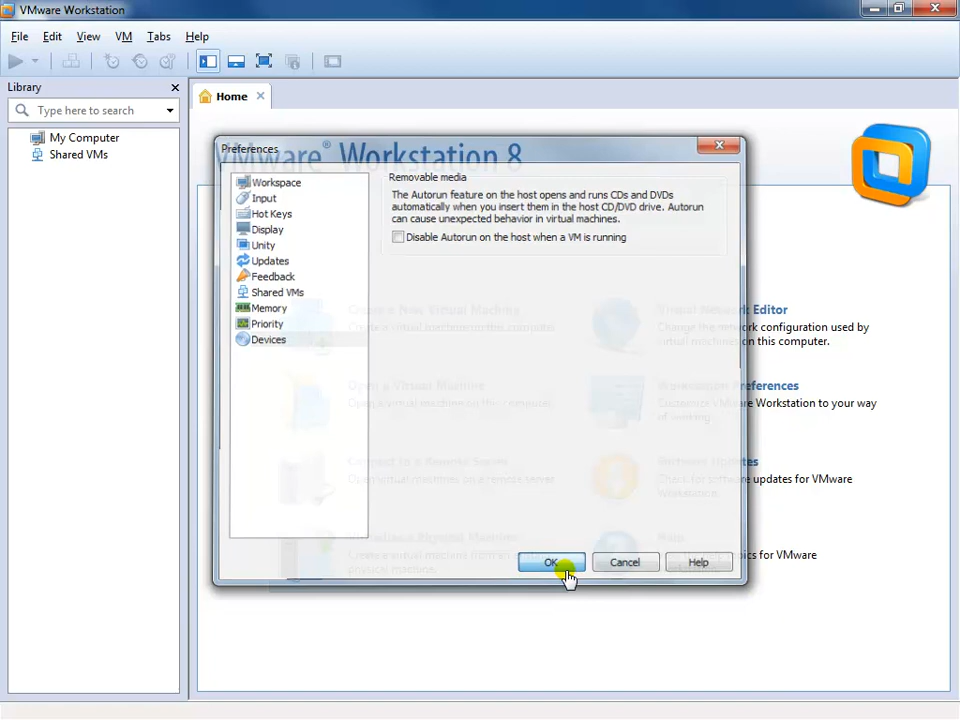 VMware Workstation
File Edit View VM Tabs Help
Library
Type here to search
Home
My Computer
Shared VMs
VMware® Workstation 8
Preferences
Workspace
Input
Hot Keys
Display
Unity
Updates
Feedback
Shared VMs
Memory
Priority
Devices
Removable media
The Autorun feature on the host opens and runs CDs and DVDs
automatically when you insert them in the host CD/DVD drive. Autorun
can cause unexpected behavior in virtual machines.
Disable Autorun on the host when a VM is running
Create a New Virtual Machine
Create a virtual machine on this computer.
Open a Virtual Machine
Open a virtual machine on this computer.
Connect to a Remote Server
Open virtual machines on a remote server.
Virtualize a Physical Machine
Create a virtual machine from an
physical machine.
Virtual Network Editor
Change the network configuration used by
virtual machines on this computer.
Workstation Preferences
Customize VMware Workstation to your way
of working.
Software Updates
Check for software updates for VMware
Workstation.
Help
topics for VMware
OK Cancel Help